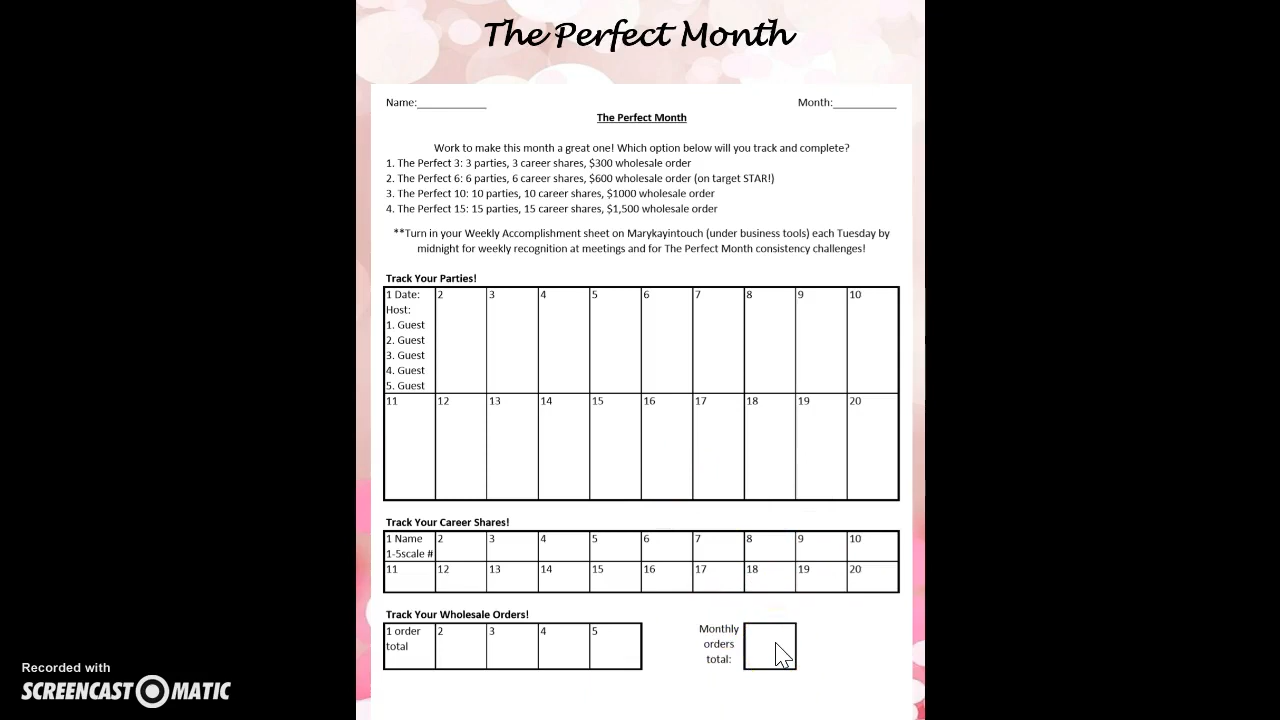 The Perfect Month
Name:____________ Month:___________
The Perfect Month
Work to make this month a great one! Which option below will you track and complete?
1. The Perfect 3: 3 parties, 3 career shares, $300 wholesale order
2. The Perfect 6: 6 parties, 6 career shares, $600 wholesale order (on target STAR!)
3. The Perfect 10: 10 parties, 10 career shares, $1000 wholesale order
4. The Perfect 15: 15 parties, 15 career shares, $1,500 wholesale order
**Turn in your Weekly Accomplishment sheet on Marykayintouch (under business tools) each Tuesday by
midnight for weekly recognition at meetings and for The Perfect Month consistency challenges!
Track Your Parties!
1 Date: 2 3 4 5 6 7 8 9 10
Host:
1. Guest
2. Guest
3. Guest
4. Guest
5. Guest
11 12 13 14 15 16 17 18 19 20
Track Your Career Shares!
1 Name 2 3 4 5 6 7 8 9 10
1-5scale #
11 12 13 14 15 16 17 18 19 20
Track Your Wholesale Orders!
1 order 2 3 4 5
total
Monthly
orders
total:
Recorded with
SCREENCAST O MATIC